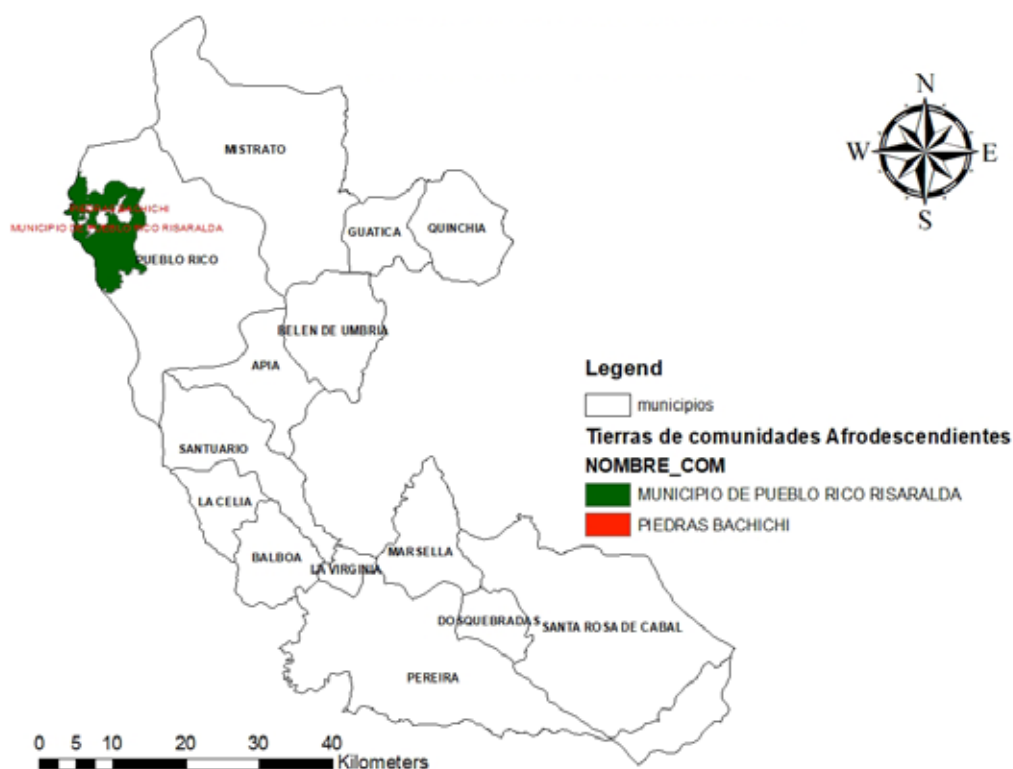 N
W E
S
MISTRATO
PIEDRAS BACHICHI
MUNICIPIO DE PUEBLO RICO RISARALDA
PUEBLO RICO
GUATICA
QUINCHIA
BELEN DE UMBRIA
APIA
SANTUARIO
LA CELIA
BALBOA
LA VIRGINIA
MARSELLA
DOSQUEBRADAS
SANTA ROSA DE CABAL
PEREIRA
Legend
municipios
Tierras de comunidades Afrodescendientes
NOMBRE_COM
MUNICIPIO DE PUEBLO RICO RISARALDA
PIEDRAS BACHICHI
0 5 10 20 30 40
Kilometers